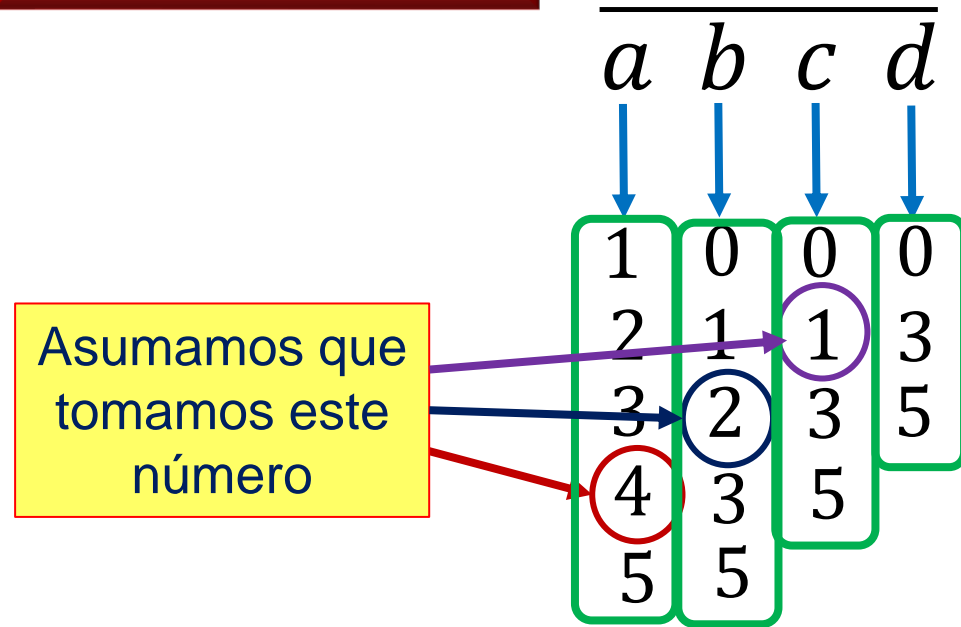 a b c d
1 0 0 0
2 1 1 3
3 2 3 5
4 3 5
5 5
Asumamos que
tomamos este
número